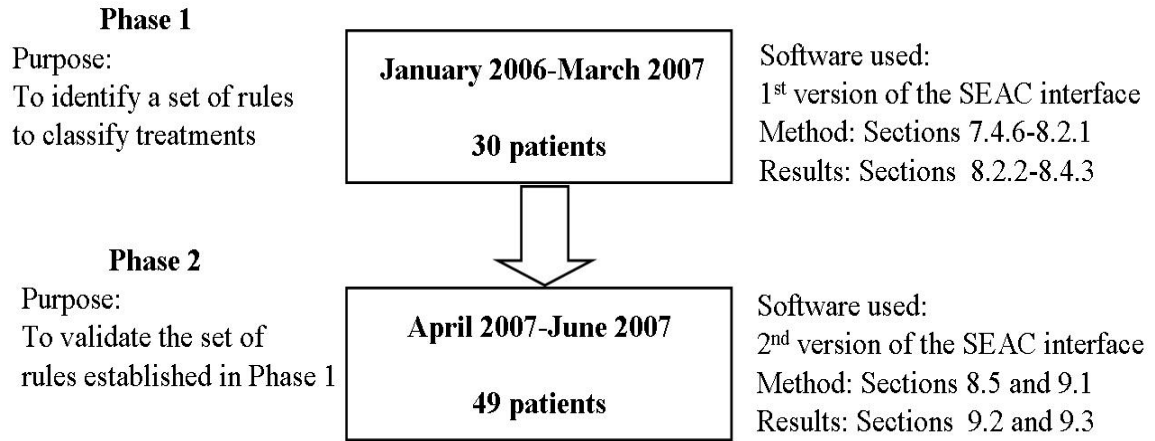 Phase 1
Purpose:
To identify a set of rules
to classify treatments
January 2006-March 2007
30 patients
Software used:
1st version of the SEAC interface
Method: Sections 7.4.6-8.2.1
Results: Sections 8.2.2-8.4.3
Phase 2
Purpose:
To validate the set of
rules established in Phase 1
April 2007-June 2007
49 patients
Software used:
2nd version of the SEAC interface
Method: Sections 8.5 and 9.1
Results: Sections 9.2 and 9.3